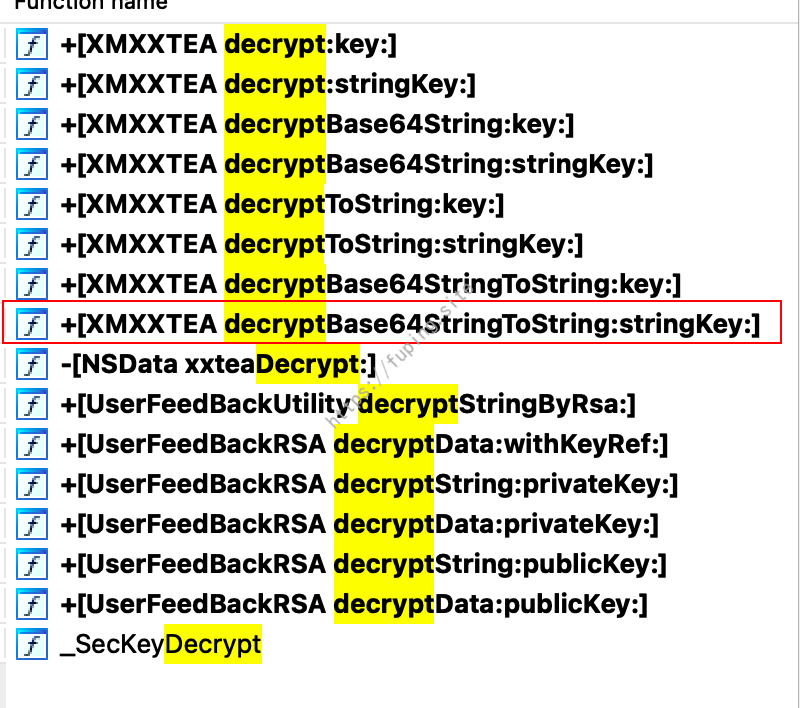 Function name
+[XMXXTEA decrypt:key:]
+[XMXXTEA decrypt:stringKey:]
+[XMXXTEA decryptBase64String:key:]
+[XMXXTEA decryptBase64String:stringKey:]
+[XMXXTEA decryptToString:key:]
+[XMXXTEA decryptToString:stringKey:]
+[XMXXTEA decryptBase64StringToString:key:]
+[XMXXTEA decryptBase64StringToString:stringKey:]
-[NSData xxteaDecrypt:]
+[UserFeedBackUtility decryptStringByRsa:]
+[UserFeedBackRSA decryptData:withKeyRef:]
+[UserFeedBackRSA decryptString:privateKey:]
+[UserFeedBackRSA decryptData:privateKey:]
+[UserFeedBackRSA decryptString:publicKey:]
+[UserFeedBackRSA decryptData:publicKey:]
_SecKeyDecrypt
https://fuping.site